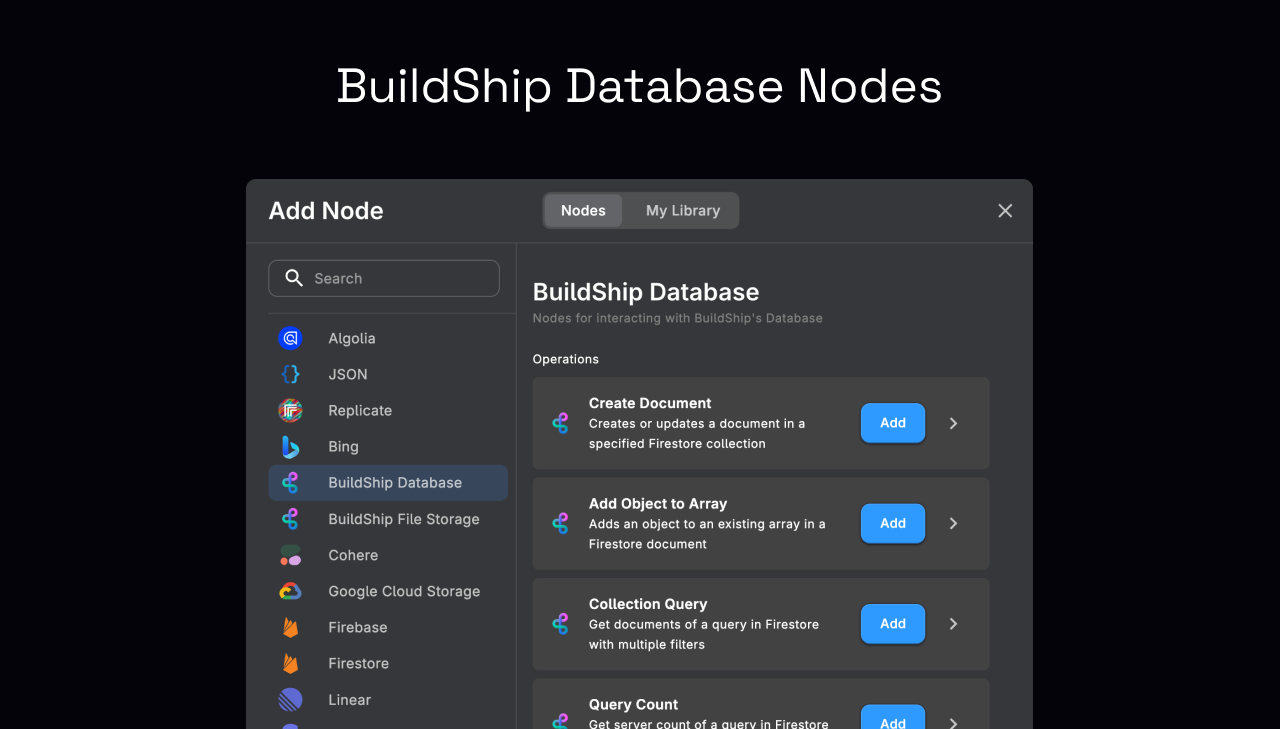 BuildShip Database Nodes
Add Node
Nodes
My Library
Search
Algolia
JSON
Replicate
Bing
BuildShip Database
BuildShip File Storage
Cohere
Google Cloud Storage
Firebase
Firestore
Linear
BuildShip Database
Nodes for interacting with BuildShip's Database
Operations
Create Document
Creates or updates a document in a
specified Firestore collection
Add
Add Object to Array
Adds an object to an existing array in a
Firestore document
Add
Collection Query
Get documents of a query in Firestore
with multiple filters
Add
Query Count
Get server count of a query in Firestore
Add